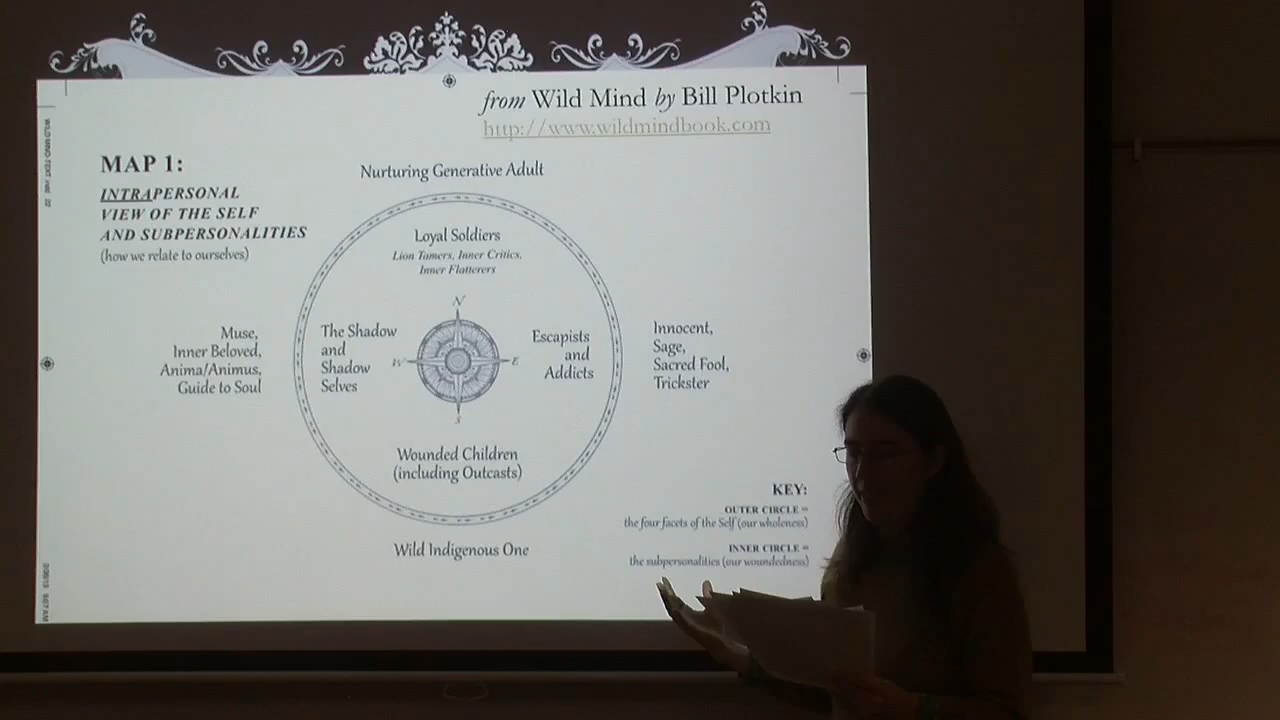 from Wild Mind by Bill Plotkin
http://www.wildmindbook.com
MAP 1:
INTRAPERSONAL
VIEW OF THE SELF
AND SUBPERSONALITIES
(how we relate to ourselves)
Nurturing Generative Adult
Loyal Soldiers
Lion Tamers, Inner Critics,
Inner Flatterers
N
Muse,
Inner Beloved,
Anima/Animus,
Guide to Soul
The Shadow
and
Shadow
Selves
W
E
Escapists
and
Addicts
Innocent,
Sage,
Sacred Fool,
Trickster
S
Wounded Children
(including Outcasts)
Wild Indigenous One
KEY:
OUTER CIRCLE =
the four facets of the Self (our wholeness)
INNER CIRCLE =
the subpersonalities (our woundedness)